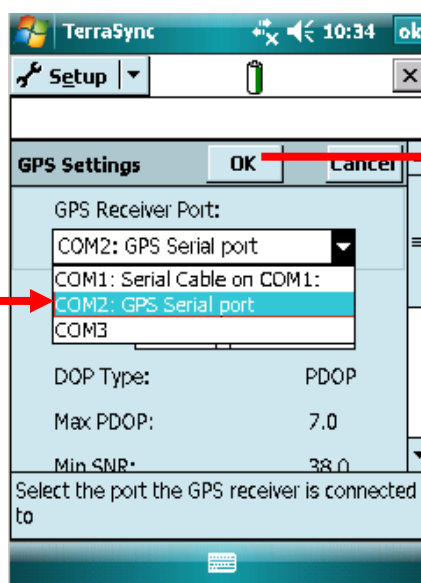 TerraSync 10:34 ok
Setup
GPS Settings OK Cancel
GPS Receiver Port:
COM2: GPS Serial port
COM1: Serial Cable on COM1:
COM2: GPS Serial port
COM3
DOP Type: PDOP
Max PDOP: 7.0
Min SNR: 38.0
Select the port the GPS receiver is connected
to